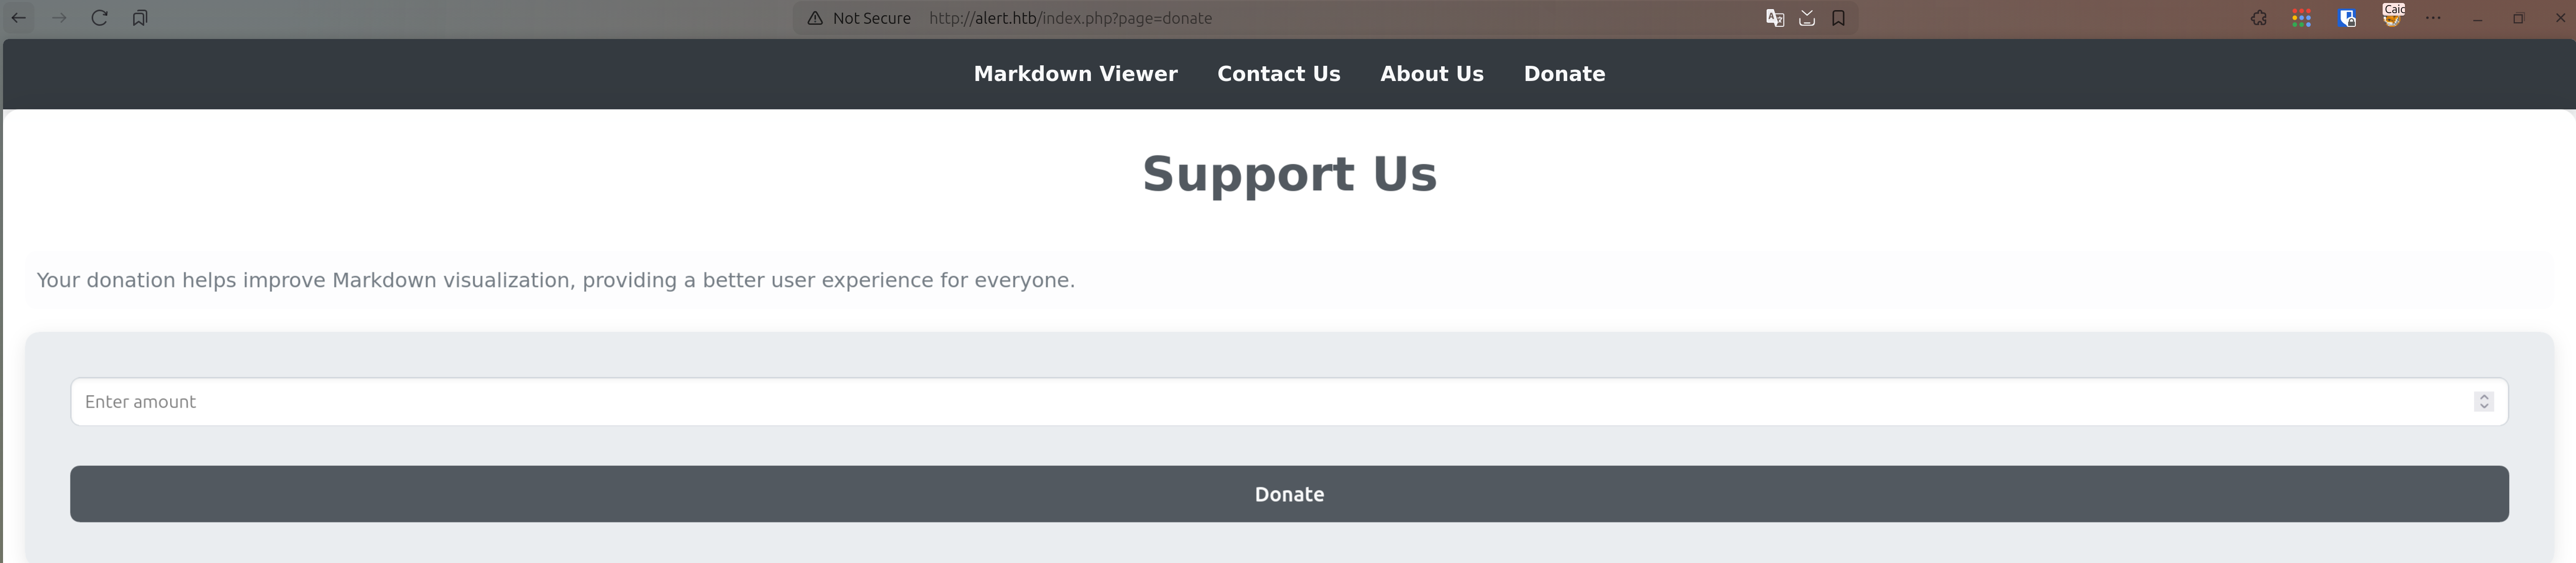 Not Secure http://alert.htb/index.php?page=donate Caic
Markdown Viewer Contact Us About Us Donate
Support Us
Your donation helps improve Markdown visualization, providing a better user experience for everyone.
Enter amount
Donate